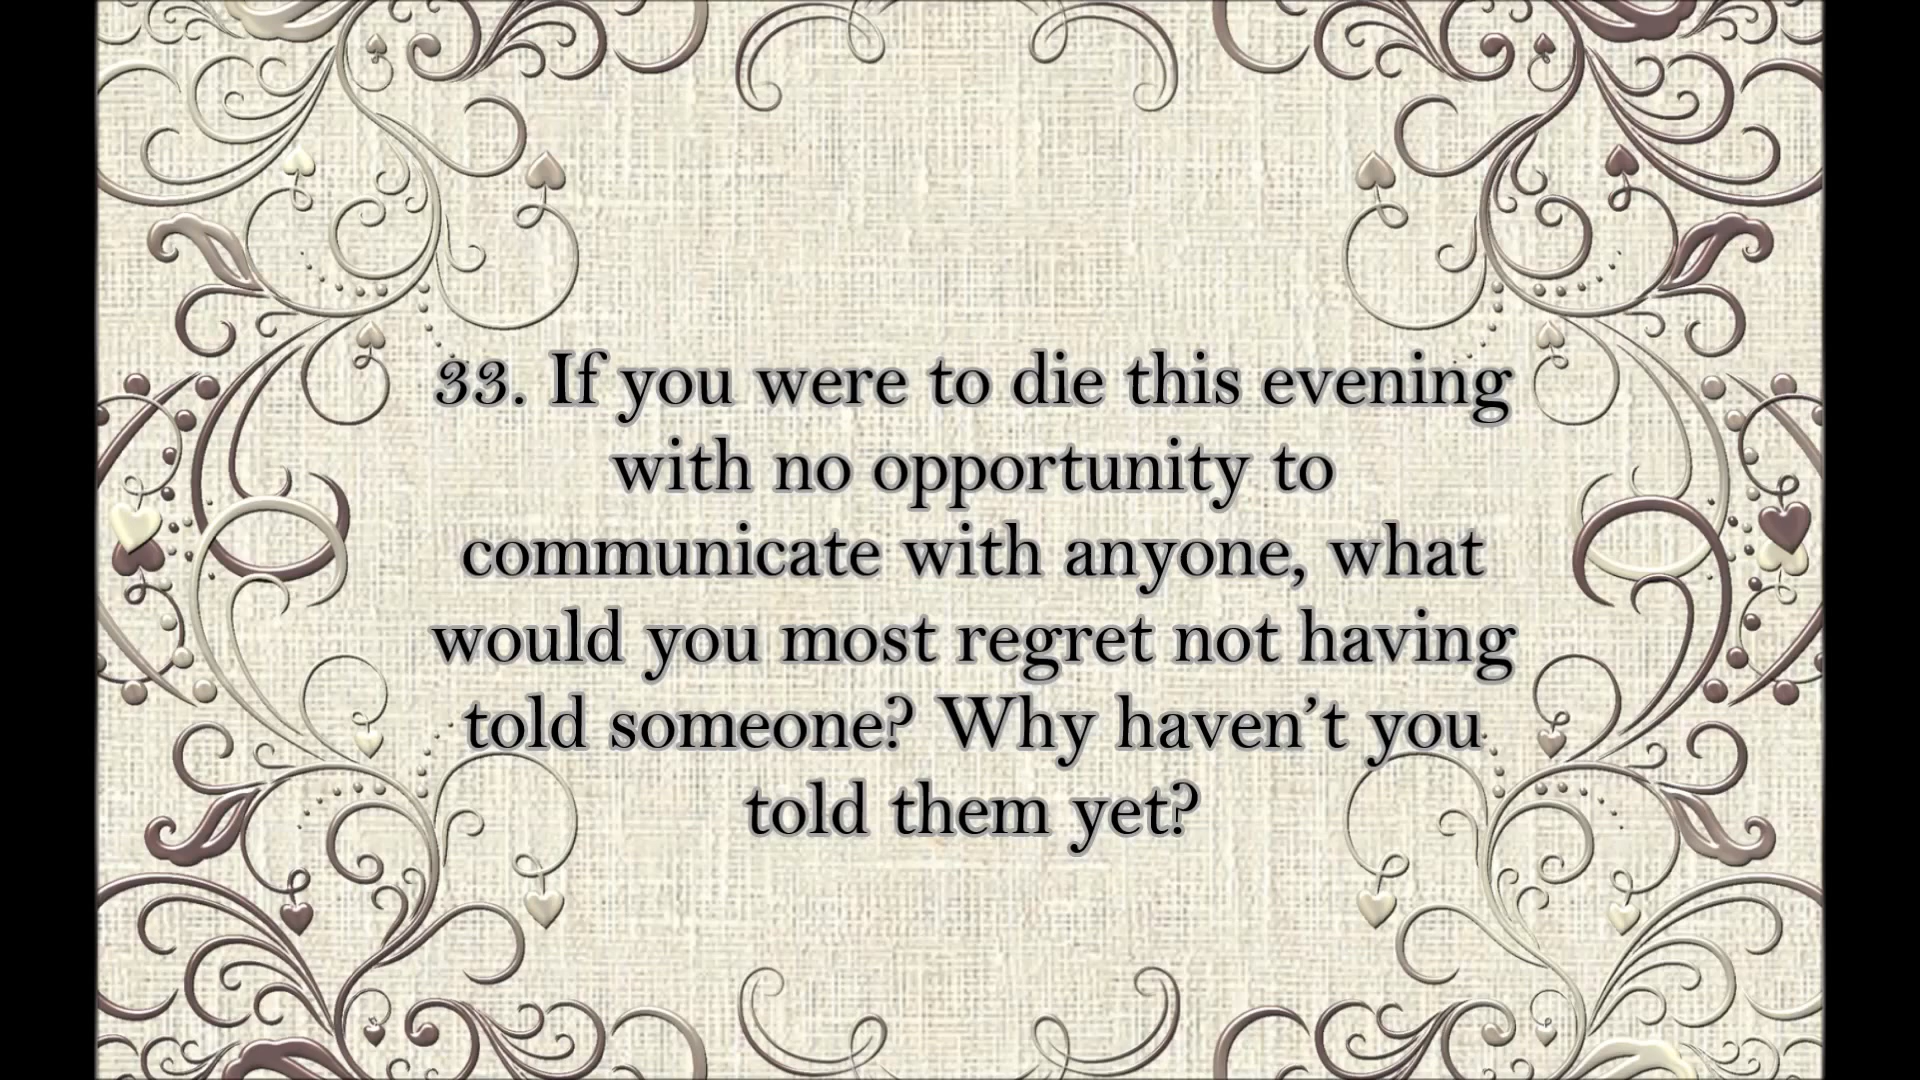 33. If you were to die this evening
with no opportunity to
communicate with anyone, what
would you most regret not having
told someone? Why haven’t you
told them yet?